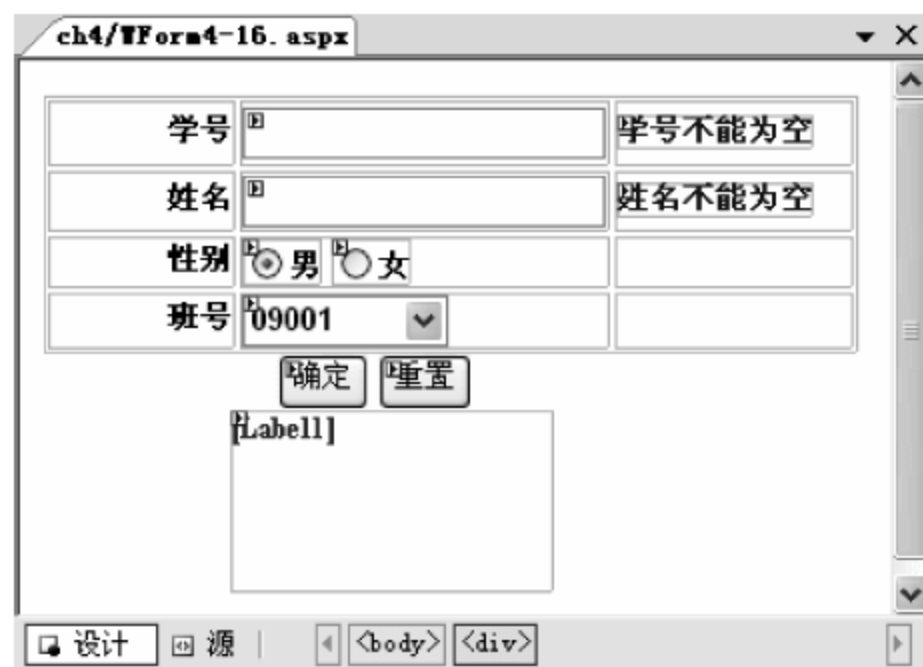 ch4/WForm4-16.aspx
学号 学号不能为空
姓名 姓名不能为空
性别 男 女
班号 09001
确定 重置
[Label1]
设计 源 <body> <div>